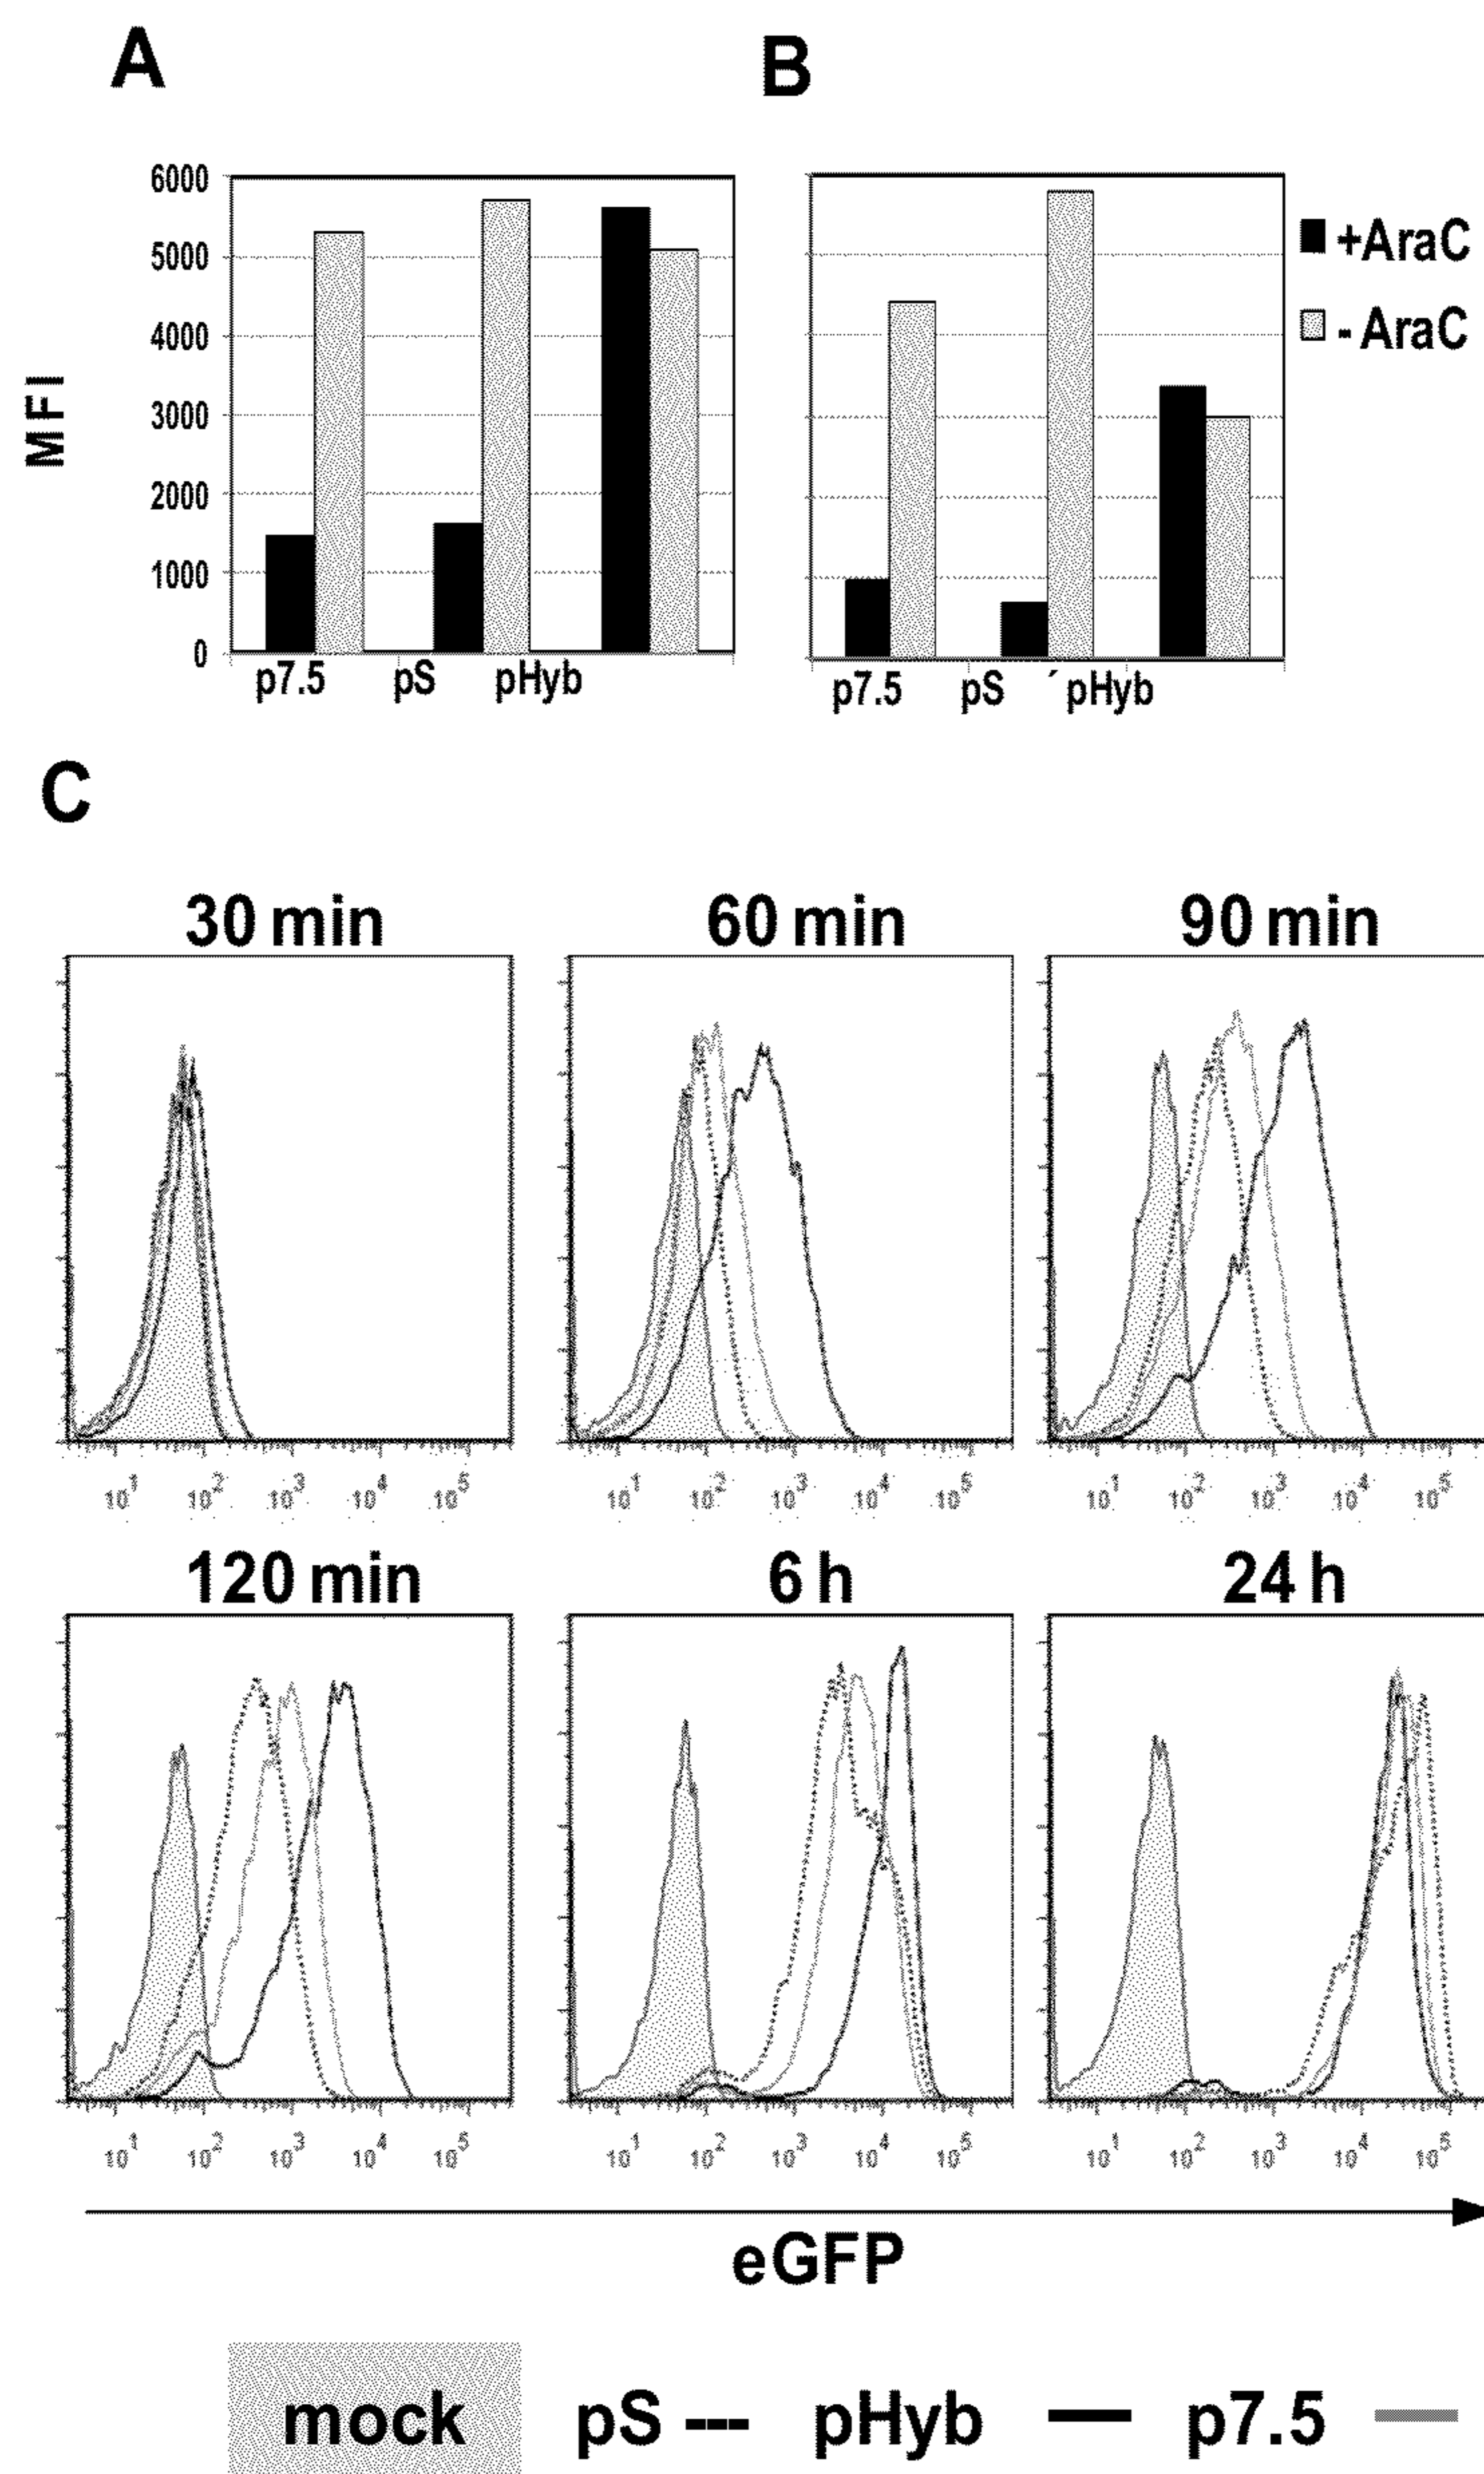 A
B
6000
5000
4000
3000
2000
1000
0
MFI
p7.5 pS pHyb
p7.5 pS ´pHyb
+AraC
- AraC
C
30 min 60 min 90 min
10¹ 10² 10³ 10⁴ 10⁵ 10¹ 10² 10³ 10⁴ 10⁵ 10¹ 10² 10³ 10⁴ 10⁵
120 min 6 h 24 h
10¹ 10² 10³ 10⁴ 10⁵ 10¹ 10² 10³ 10⁴ 10⁵ 10¹ 10² 10³ 10⁴ 10⁵
eGFP
mock pS --- pHyb p7.5